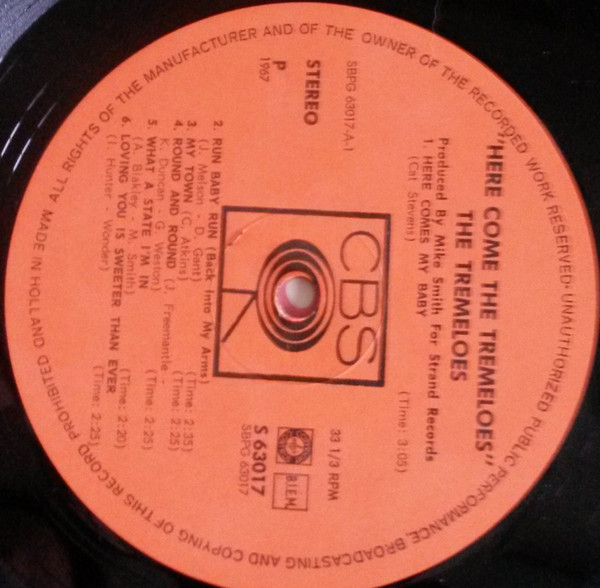 "HERE COME THE TREMELOES"
THE TREMELOES
Produced By Mike Smith For Strand Records
1. HERE COMES MY BABY
(Cat Stevens) (Time: 3:05)
CBS
SBPG 63017-A-1
STEREO
P
1967
33 1/3 RPM
BIEM
S 63017
SBPG 63017
2. RUN BABY RUN (Back Into My Arms)
(J. Melson - D. Gant) (Time: 2:35)
3. MY TOWN (C. Atkins) (Time: 2:25)
4. ROUND AND ROUND (J. Freemantle -
K. Duncan - G. Weston) (Time: 2:25)
5. WHAT A STATE I'M IN
(A. Blakley - M. Smith) (Time: 2:20)
6. LOVING YOU IS SWEETER THAN EVER
(I. Hunter - Wonder) (Time: 2:25)
MADE IN HOLLAND
ALL RIGHTS OF THE MANUFACTURER AND OF THE OWNER OF THE RECORDED WORK RESERVED; UNAUTHORIZED PUBLIC PERFORMANCE, BROADCASTING AND COPYING OF THIS RECORD PROHIBITED